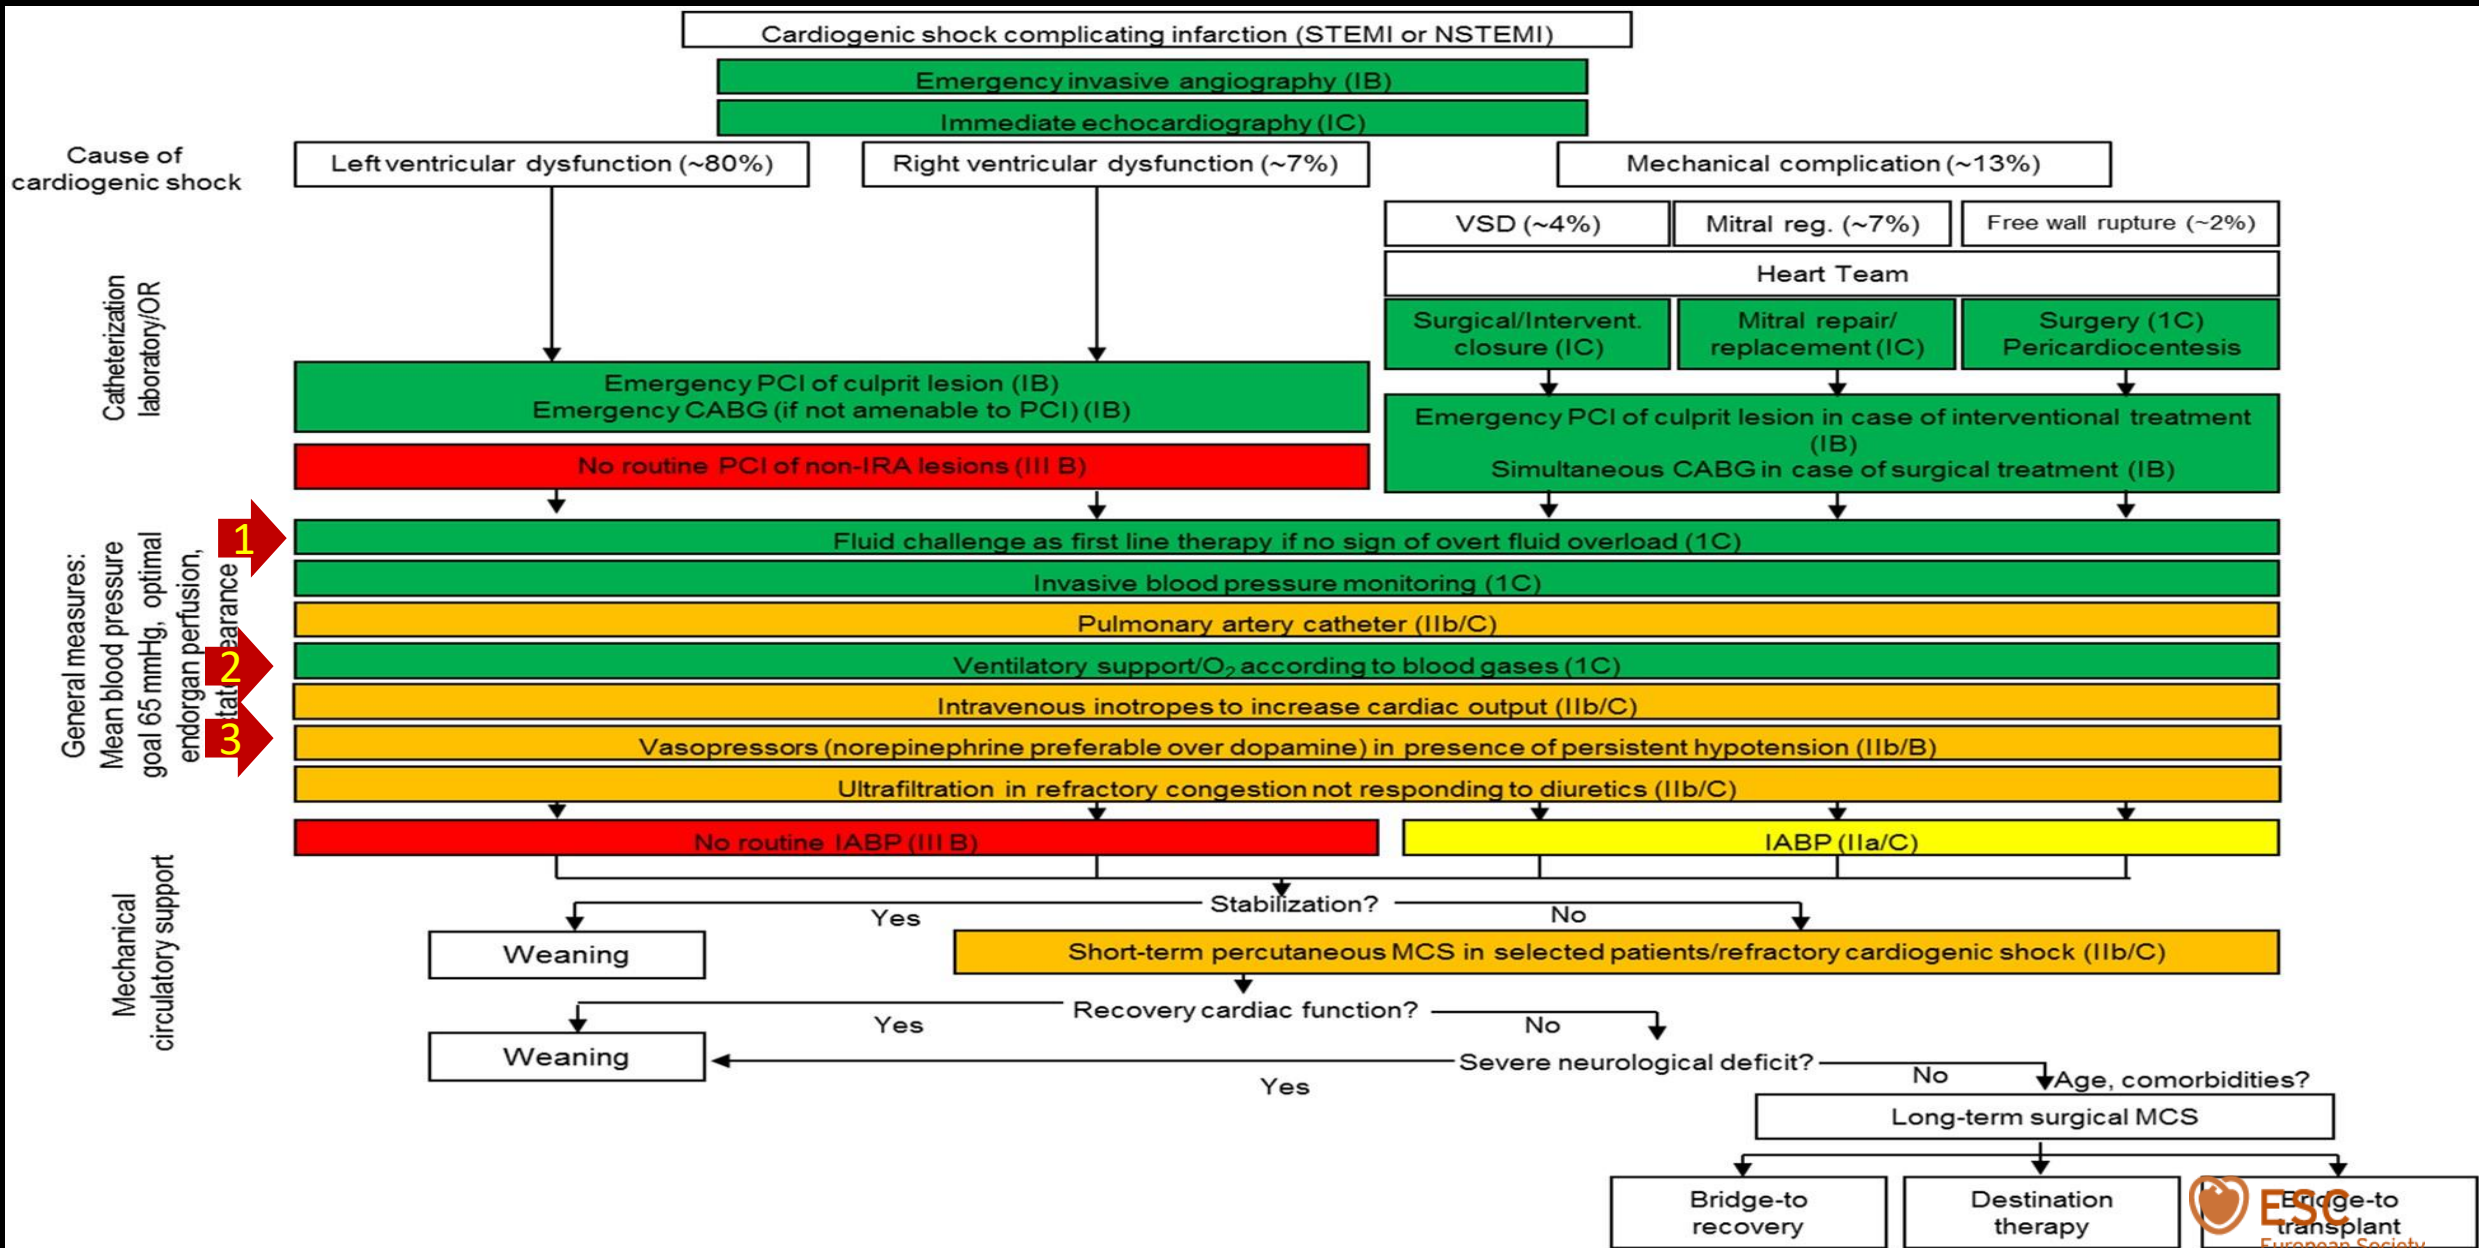 Cardiogenic shock complicating infarction (STEMI or NSTEMI)
Emergency invasive angiography (IB)
Immediate echocardiography (IC)
Cause of
cardiogenic shock
Left ventricular dysfunction (~80%)
Right ventricular dysfunction (~7%)
Mechanical complication (~13%)
VSD (~4%)
Mitral reg. (~7%)
Free wall rupture (~2%)
Heart Team
Catheterization
laboratory/OR
Surgical/Intervent.
closure (IC)
Mitral repair/
replacement (IC)
Surgery (1C)
Pericardiocentesis
Emergency PCI of culprit lesion (IB)
Emergency CABG (if not amenable to PCI) (IB)
No routine PCI of non-IRA lesions (III B)
Emergency PCI of culprit lesion in case of interventional treatment
(IB)
Simultaneous CABG in case of surgical treatment (IB)
General measures:
Mean blood pressure
goal 65 mmHg, optimal
endorgan perfusion,
1
Fluid challenge as first line therapy if no sign of overt fluid overload (1C)
Invasive blood pressure monitoring (1C)
Pulmonary artery catheter (IIb/C)
2
Ventilatory support/O₂ according to blood gases (1C)
Intravenous inotropes to increase cardiac output (IIb/C)
3
Vasopressors (norepinephrine preferable over dopamine) in presence of persistent hypotension (IIb/B)
Ultrafiltration in refractory congestion not responding to diuretics (IIb/C)
No routine IABP (III B)
IABP (IIa/C)
Mechanical
circulatory support
Stabilization?
Yes
No
Weaning
Short-term percutaneous MCS in selected patients/refractory cardiogenic shock (IIb/C)
Recovery cardiac function?
Yes
No
Weaning
Severe neurological deficit?
Yes
No
Age, comorbidities?
Long-term surgical MCS
Bridge-to
recovery
Destination
therapy
Bridge-to
transplant
ESC
European Society